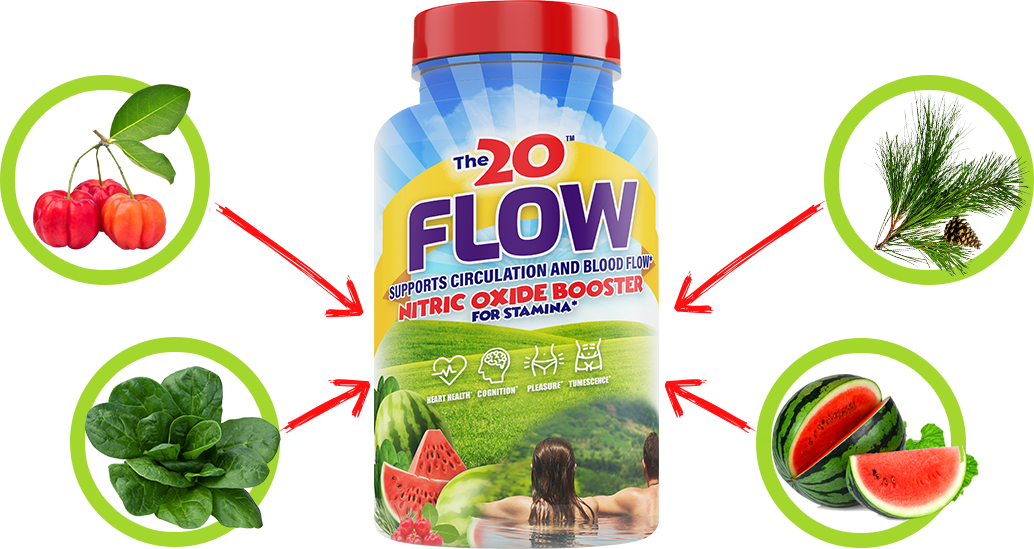 The 20™
FLOW
SUPPORTS CIRCULATION AND BLOOD FLOW*
NITRIC OXIDE BOOSTER
FOR STAMINA*
HEART HEALTH* COGNITION* PLEASURE* TUMESCENCE*